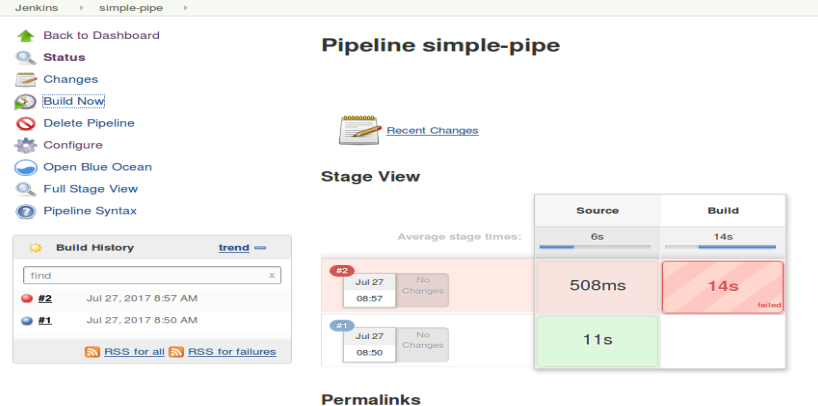 Jenkins simple-pipe
Back to Dashboard
Status
Changes
Build Now
Delete Pipeline
Configure
Open Blue Ocean
Full Stage View
Pipeline Syntax
Build History trend
find x
#2 Jul 27, 2017 8:57 AM
#1 Jul 27, 2017 8:50 AM
RSS for all RSS for failures
Pipeline simple-pipe
Recent Changes
Stage View
Source Build
Average stage times: 6s 14s
#2
Jul 27
08:57
No
Changes
508ms
14s
failed
#1
Jul 27
08:50
No
Changes
11s
Permalinks